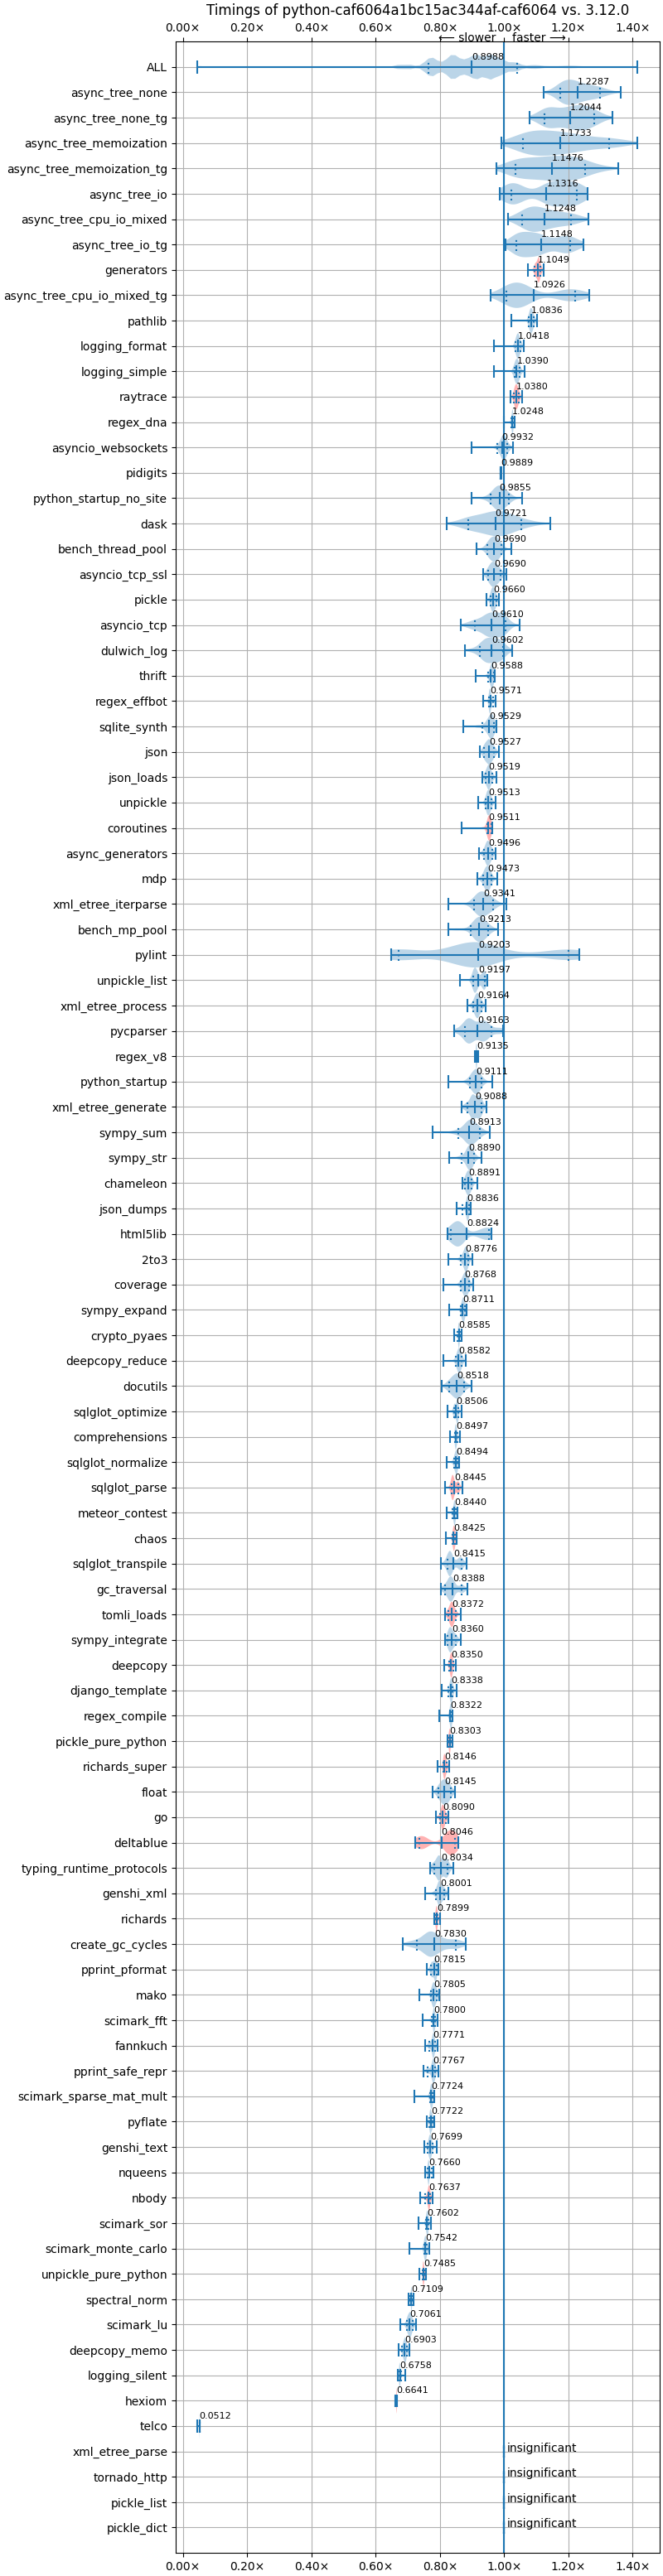 Timings of python-caf6064a1bc15ac344af-caf6064 vs. 3.12.0
0.00× 0.20× 0.40× 0.60× 0.80× 1.00× 1.20× 1.40×
⟵ slower faster ⟶
ALL 0.8988
async_tree_none 1.2287
async_tree_none_tg 1.2044
async_tree_memoization 1.1733
async_tree_memoization_tg 1.1476
async_tree_io 1.1316
async_tree_cpu_io_mixed 1.1248
async_tree_io_tg 1.1148
generators 1.1049
async_tree_cpu_io_mixed_tg 1.0926
pathlib 1.0836
logging_format 1.0418
logging_simple 1.0390
raytrace 1.0380
regex_dna 1.0248
asyncio_websockets 0.9932
pidigits 0.9889
python_startup_no_site 0.9855
dask 0.9721
bench_thread_pool 0.9690
asyncio_tcp_ssl 0.9690
pickle 0.9660
asyncio_tcp 0.9610
dulwich_log 0.9602
thrift 0.9588
regex_effbot 0.9571
sqlite_synth 0.9529
json 0.9527
json_loads 0.9519
unpickle 0.9513
coroutines 0.9511
async_generators 0.9496
mdp 0.9473
xml_etree_iterparse 0.9341
bench_mp_pool 0.9213
pylint 0.9203
unpickle_list 0.9197
xml_etree_process 0.9164
pycparser 0.9163
regex_v8 0.9135
python_startup 0.9111
xml_etree_generate 0.9088
sympy_sum 0.8913
sympy_str 0.8890
chameleon 0.8891
json_dumps 0.8836
html5lib 0.8824
2to3 0.8776
coverage 0.8768
sympy_expand 0.8711
crypto_pyaes 0.8585
deepcopy_reduce 0.8582
docutils 0.8518
sqlglot_optimize 0.8506
comprehensions 0.8497
sqlglot_normalize 0.8494
sqlglot_parse 0.8445
meteor_contest 0.8440
chaos 0.8425
sqlglot_transpile 0.8415
gc_traversal 0.8388
tomli_loads 0.8372
sympy_integrate 0.8360
deepcopy 0.8350
django_template 0.8338
regex_compile 0.8322
pickle_pure_python 0.8303
richards_super 0.8146
float 0.8145
go 0.8090
deltablue 0.8046
typing_runtime_protocols 0.8034
genshi_xml 0.8001
richards 0.7899
create_gc_cycles 0.7830
pprint_pformat 0.7815
mako 0.7805
scimark_fft 0.7800
fannkuch 0.7771
pprint_safe_repr 0.7767
scimark_sparse_mat_mult 0.7724
pyflate 0.7722
genshi_text 0.7699
nqueens 0.7660
nbody 0.7637
scimark_sor 0.7602
scimark_monte_carlo 0.7542
unpickle_pure_python 0.7485
spectral_norm 0.7109
scimark_lu 0.7061
deepcopy_memo 0.6903
logging_silent 0.6758
hexiom 0.6641
telco 0.0512
xml_etree_parse insignificant
tornado_http insignificant
pickle_list insignificant
pickle_dict insignificant
0.00× 0.20× 0.40× 0.60× 0.80× 1.00× 1.20× 1.40×